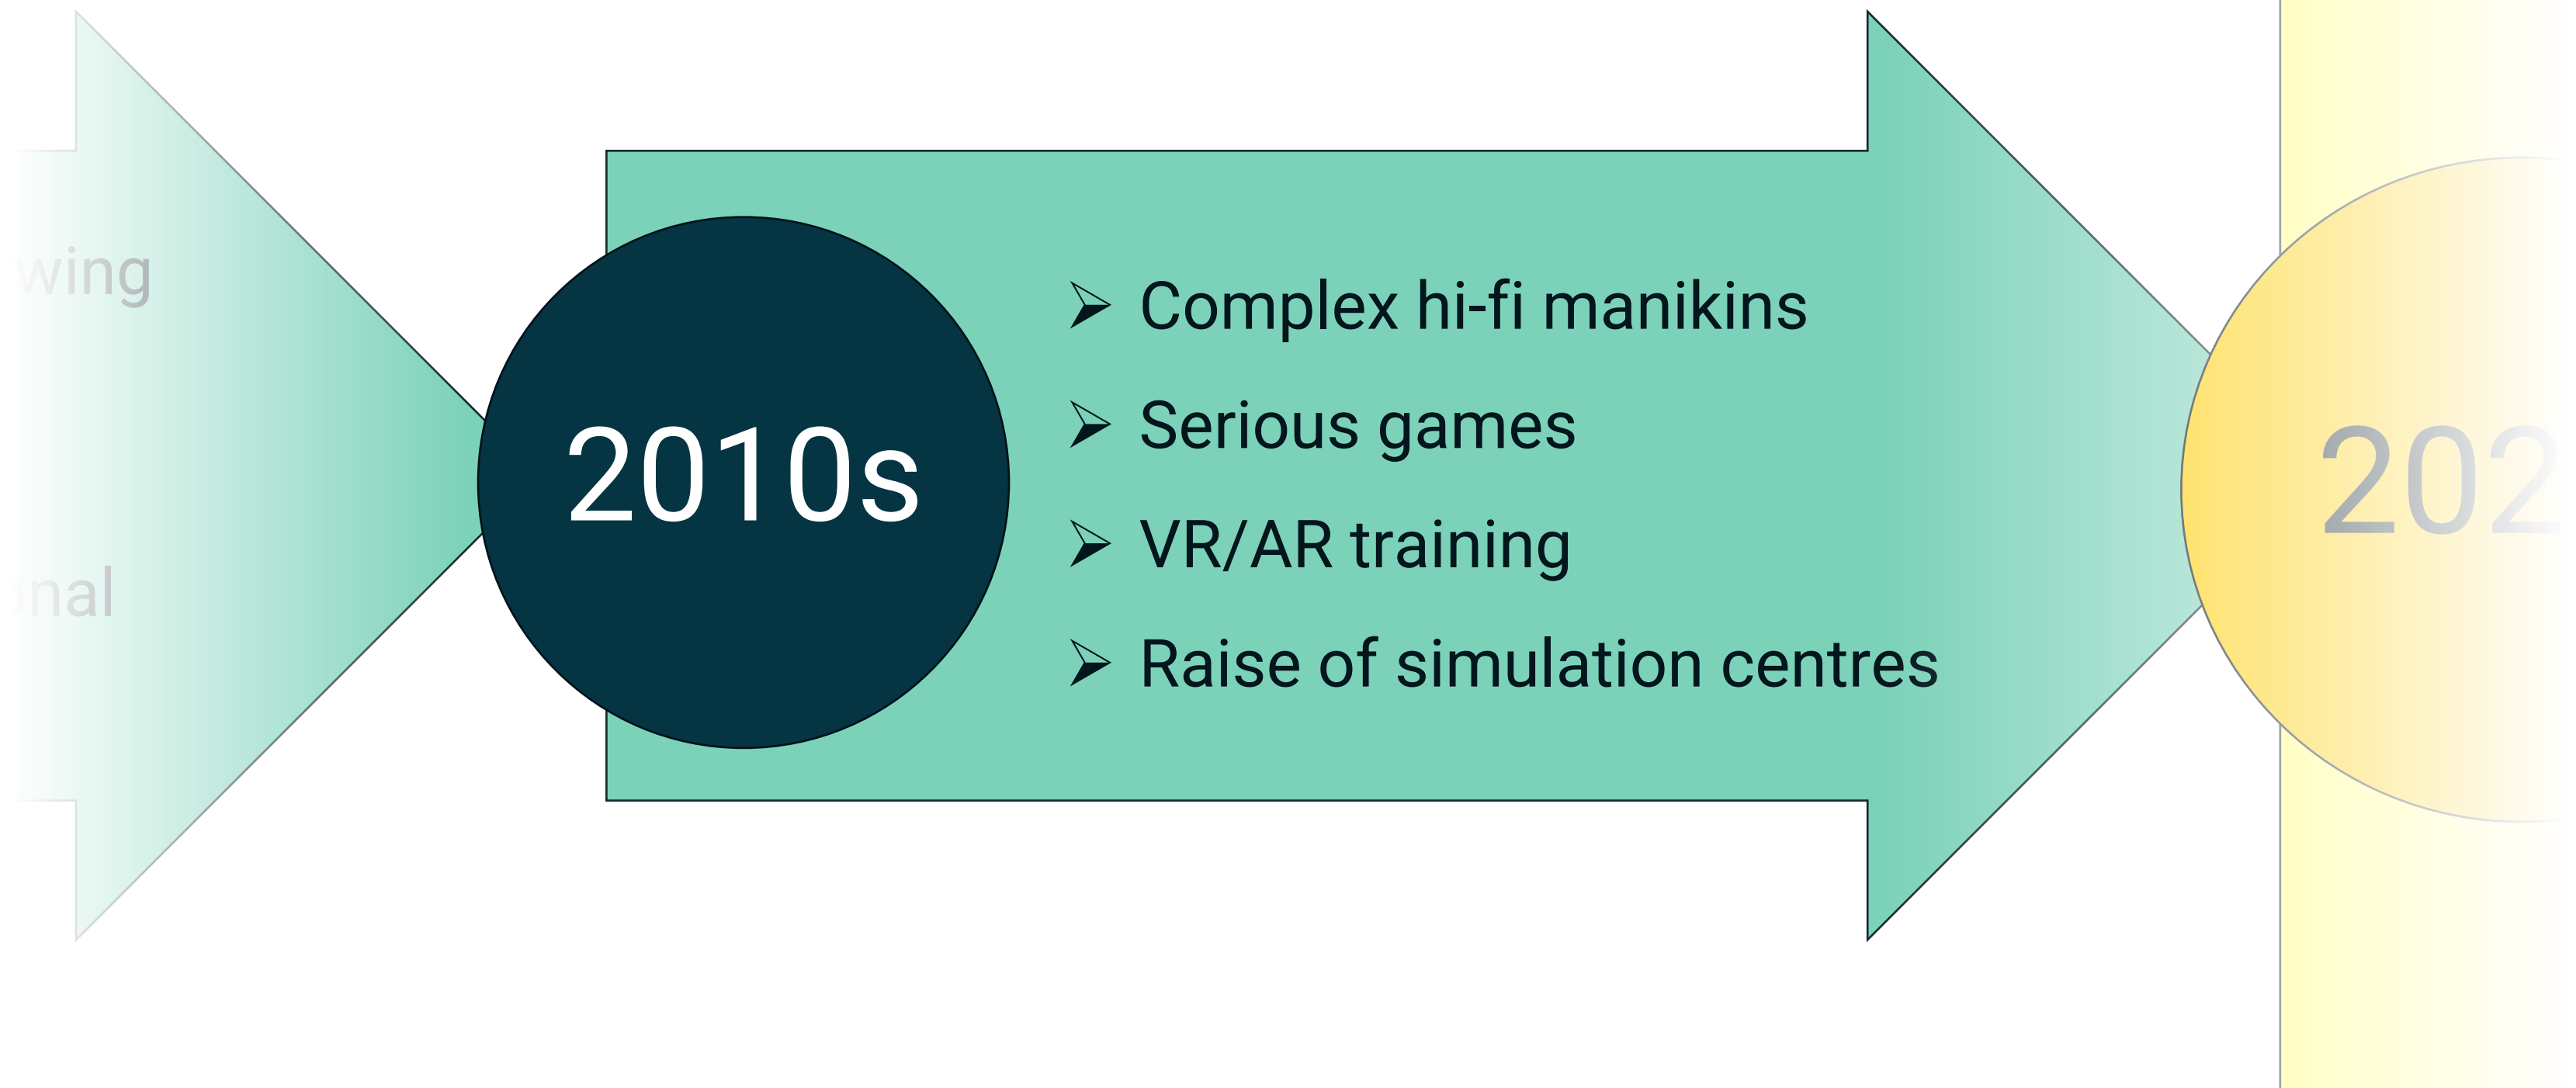 wing
nal
2010s
➢ Complex hi-fi manikins
➢ Serious games
➢ VR/AR training
➢ Raise of simulation centres
202